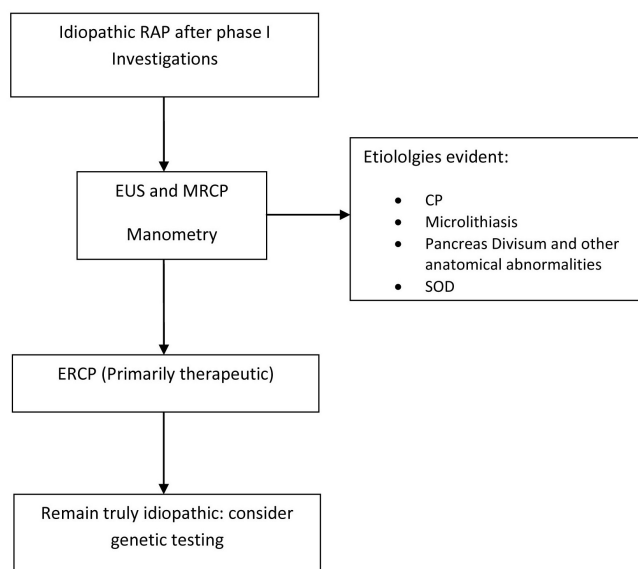 Idiopathic RAP after phase I
Investigations
EUS and MRCP
Manometry
Etiololgies evident:
• CP
• Microlithiasis
• Pancreas Divisum and other
anatomical abnormalities
• SOD
ERCP (Primarily therapeutic)
Remain truly idiopathic: consider
genetic testing